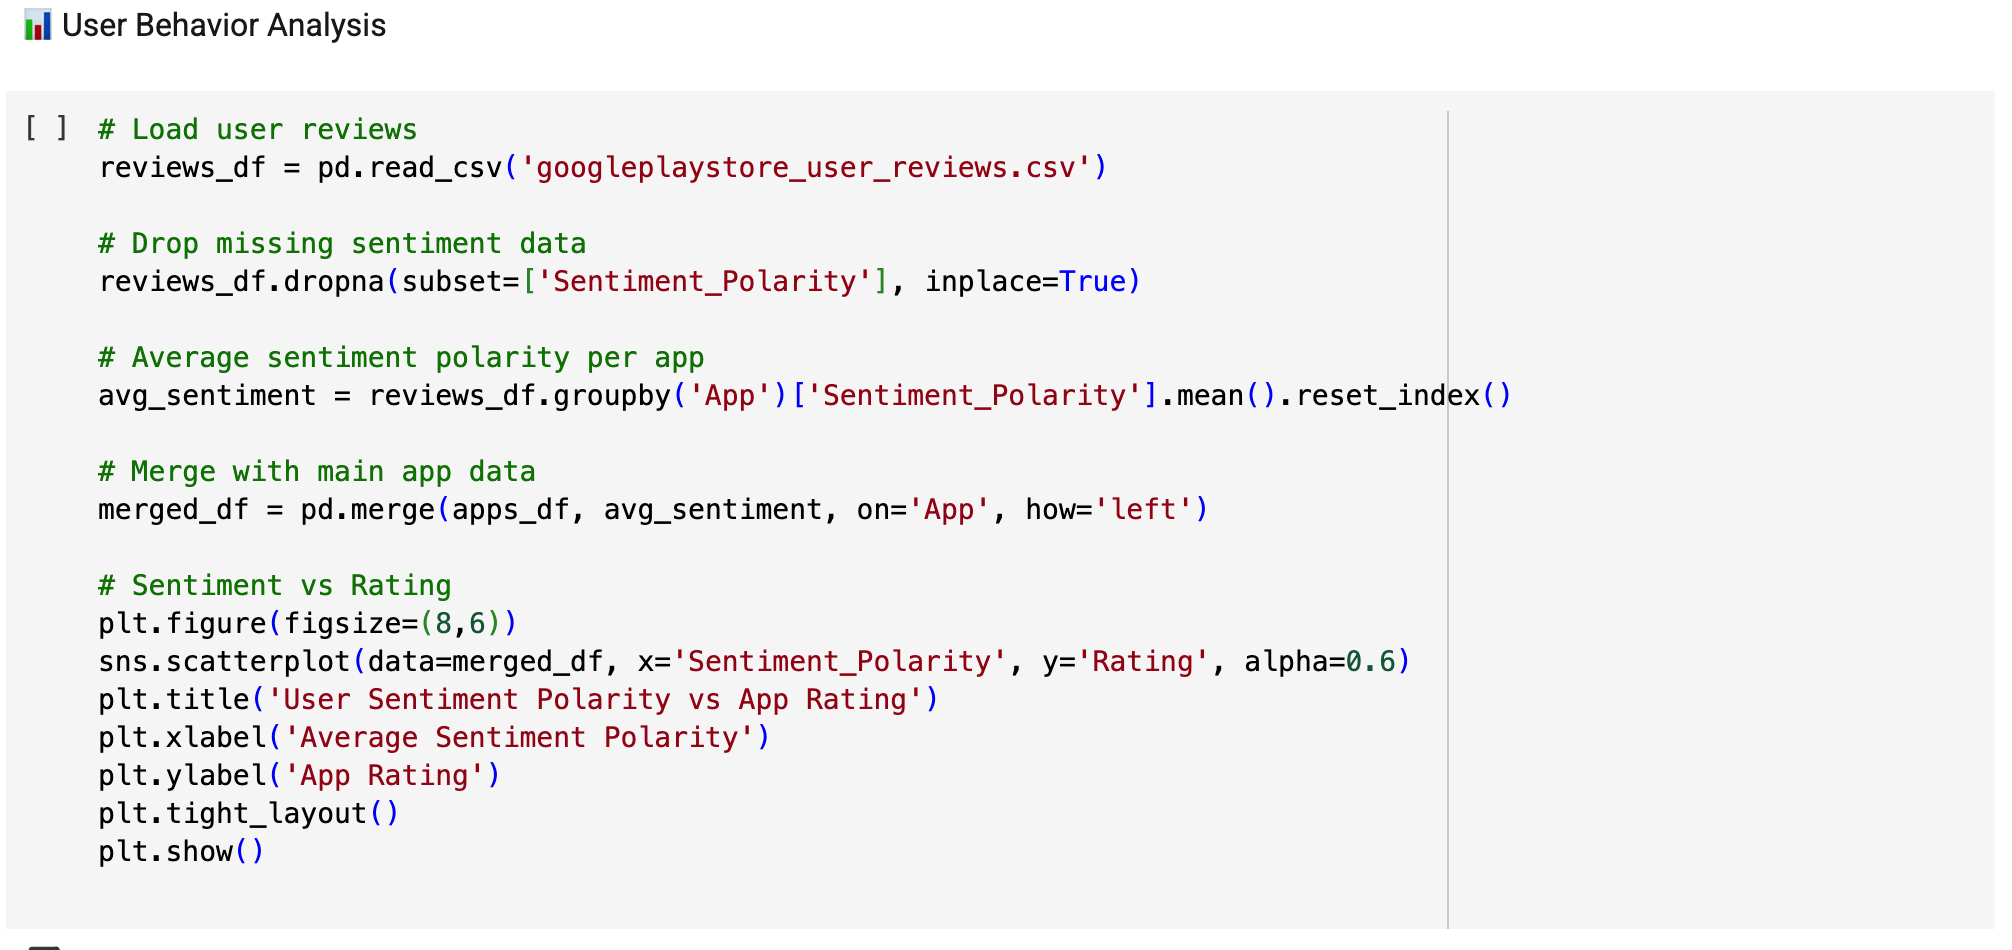 📊 User Behavior Analysis
[ ] # Load user reviews
reviews_df = pd.read_csv('googleplaystore_user_reviews.csv')
# Drop missing sentiment data
reviews_df.dropna(subset=['Sentiment_Polarity'], inplace=True)
# Average sentiment polarity per app
avg_sentiment = reviews_df.groupby('App')['Sentiment_Polarity'].mean().reset_index()
# Merge with main app data
merged_df = pd.merge(apps_df, avg_sentiment, on='App', how='left')
# Sentiment vs Rating
plt.figure(figsize=(8,6))
sns.scatterplot(data=merged_df, x='Sentiment_Polarity', y='Rating', alpha=0.6)
plt.title('User Sentiment Polarity vs App Rating')
plt.xlabel('Average Sentiment Polarity')
plt.ylabel('App Rating')
plt.tight_layout()
plt.show()